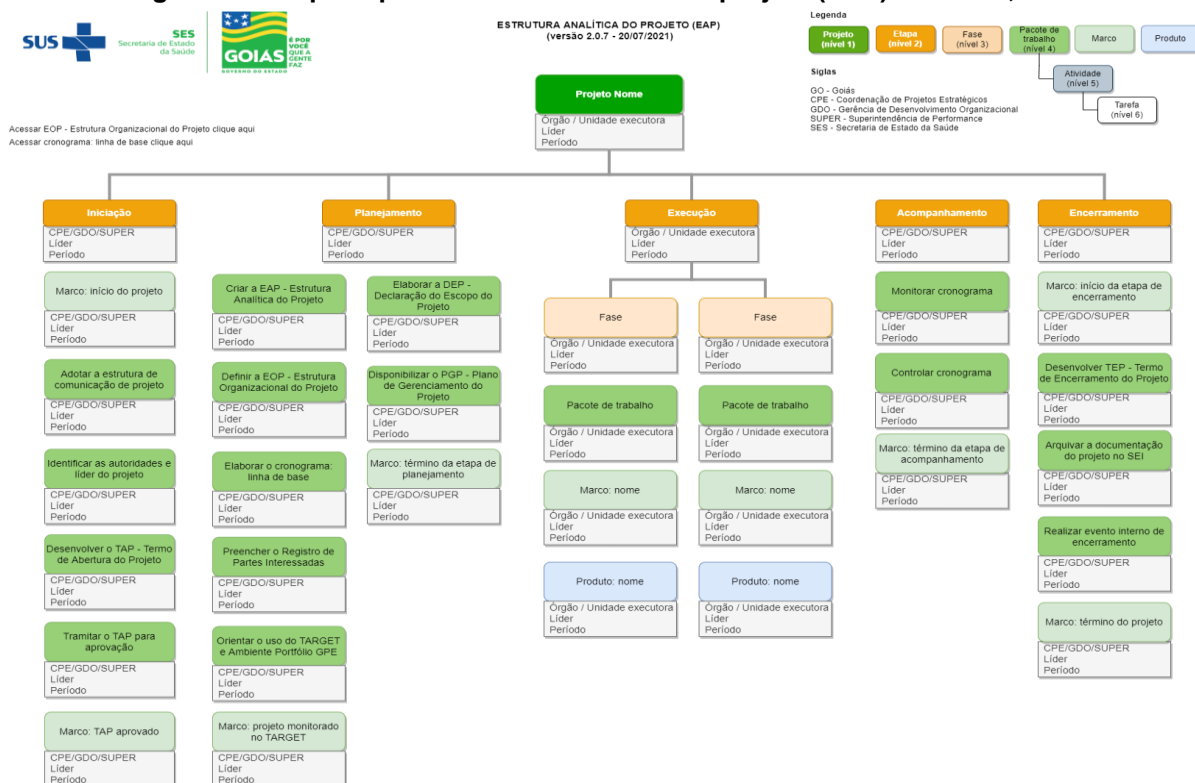 SUS
SES
Secretaria de Estado
da Saúde
GOIÁS
GOVERNO DO ESTADO
É POR
VOCÊ
QUE A
GENTE
FAZ
ESTRUTURA ANALÍTICA DO PROJETO (EAP)
(versão 2.0.7 - 20/07/2021)
Legenda
Projeto
(nível 1)
Etapa
(nível 2)
Fase
(nível 3)
Pacote de
trabalho
(nível 4)
Marco
Produto
Atividade
(nível 5)
Tarefa
(nível 6)
Siglas
GO - Goiás
CPE - Coordenação de Projetos Estratégicos
GDO - Gerência de Desenvolvimento Organizacional
SUPER - Superintendência de Performance
SES - Secretaria de Estado da Saúde
Acessar EOP - Estrutura Organizacional do Projeto clique aqui
Acessar cronograma: linha de base clique aqui
Projeto Nome
Órgão / Unidade executora
Líder
Período
Iniciação
CPE/GDO/SUPER
Líder
Período
Marco: início do projeto
CPE/GDO/SUPER
Líder
Período
Adotar a estrutura de
comunicação de projeto
CPE/GDO/SUPER
Líder
Período
Identificar as autoridades e
líder do projeto
CPE/GDO/SUPER
Líder
Período
Desenvolver o TAP - Termo
de Abertura do Projeto
CPE/GDO/SUPER
Líder
Período
Tramitar o TAP para
aprovação
CPE/GDO/SUPER
Líder
Período
Marco: TAP aprovado
CPE/GDO/SUPER
Líder
Período
Planejamento
CPE/GDO/SUPER
Líder
Período
Criar a EAP - Estrutura
Analítica do Projeto
CPE/GDO/SUPER
Líder
Período
Definir a EOP - Estrutura
Organizacional do Projeto
CPE/GDO/SUPER
Líder
Período
Elaborar o cronograma:
linha de base
CPE/GDO/SUPER
Líder
Período
Preencher o Registro de
Partes Interessadas
CPE/GDO/SUPER
Líder
Período
Orientar o uso do TARGET
e Ambiente Portfólio GPE
CPE/GDO/SUPER
Líder
Período
Marco: projeto monitorado
no TARGET
CPE/GDO/SUPER
Líder
Período
Elaborar a DEP -
Declaração do Escopo do
Projeto
CPE/GDO/SUPER
Líder
Período
Disponibilizar o PGP - Plano
de Gerenciamento do
Projeto
CPE/GDO/SUPER
Líder
Período
Marco: término da etapa de
planejamento
CPE/GDO/SUPER
Líder
Período
Execução
Órgão / Unidade executora
Líder
Período
Fase
Órgão / Unidade executora
Líder
Período
Pacote de trabalho
Órgão / Unidade executora
Líder
Período
Marco: nome
Órgão / Unidade executora
Líder
Período
Produto: nome
Órgão / Unidade executora
Líder
Período
Fase
Órgão / Unidade executora
Líder
Período
Pacote de trabalho
Órgão / Unidade executora
Líder
Período
Marco: nome
Órgão / Unidade executora
Líder
Período
Produto: nome
Órgão / Unidade executora
Líder
Período
Acompanhamento
CPE/GDO/SUPER
Líder
Período
Monitorar cronograma
CPE/GDO/SUPER
Líder
Período
Controlar cronograma
CPE/GDO/SUPER
Líder
Período
Marco: término da etapa de
acompanhamento
CPE/GDO/SUPER
Líder
Período
Encerramento
CPE/GDO/SUPER
Líder
Período
Marco: início da etapa de
encerramento
CPE/GDO/SUPER
Líder
Período
Desenvolver TEP - Termo
de Encerramento do Projeto
CPE/GDO/SUPER
Líder
Período
Arquivar a documentação
do projeto no SEI
CPE/GDO/SUPER
Líder
Período
Realizar evento interno de
encerramento
CPE/GDO/SUPER
Líder
Período
Marco: término do projeto
CPE/GDO/SUPER
Líder
Período